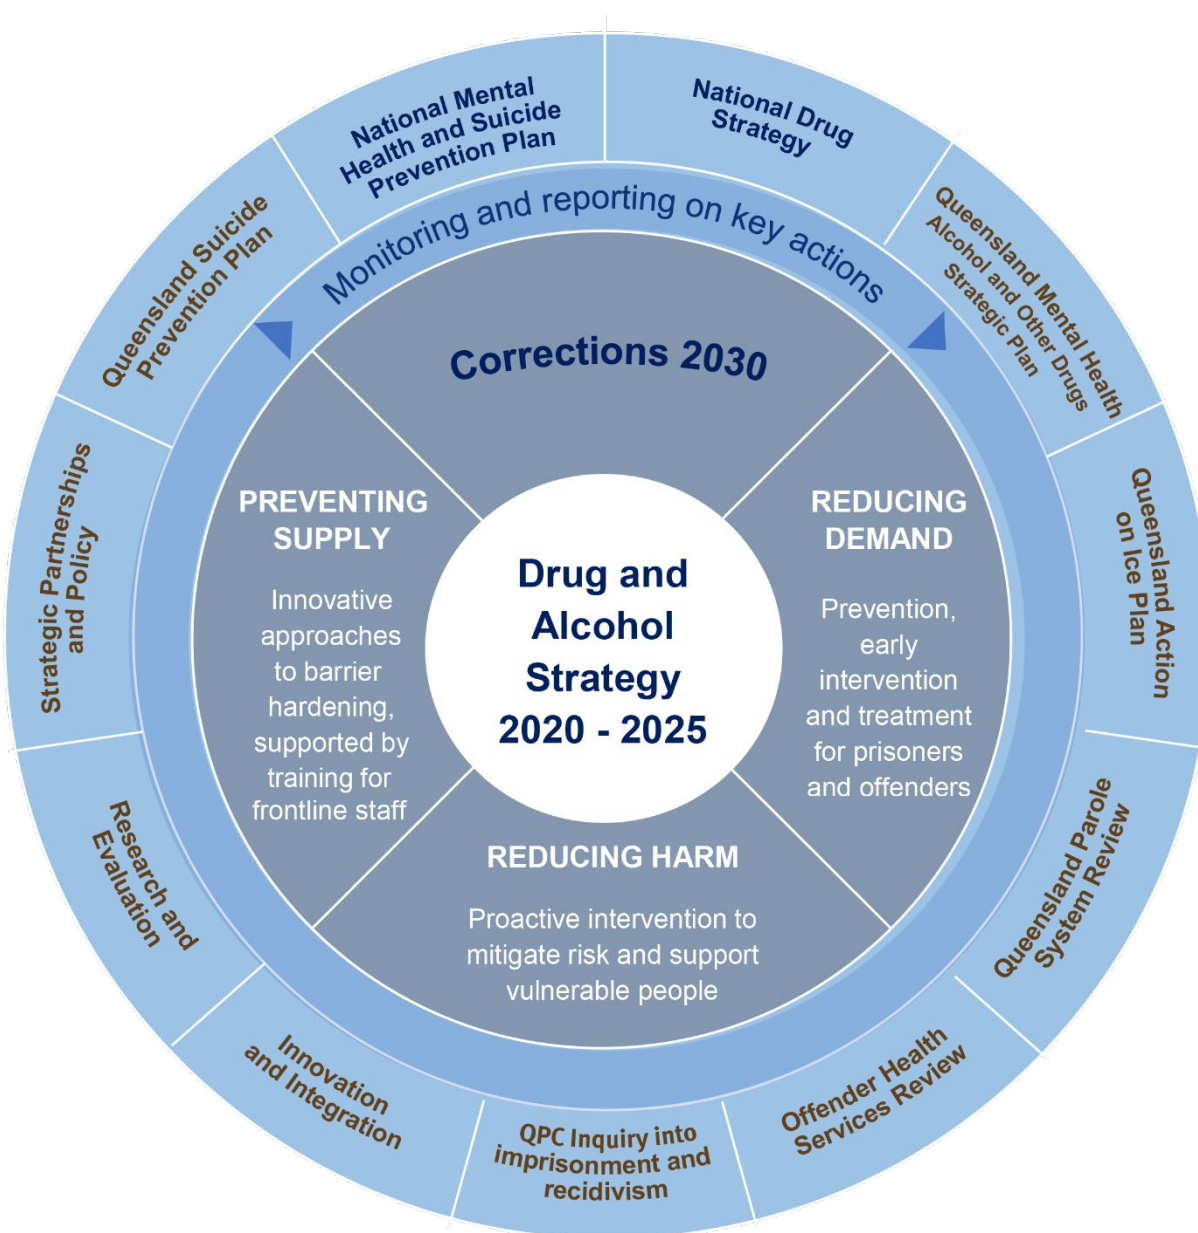 National Mental
Health and Suicide
Prevention Plan
National Drug
Strategy
Queensland Mental Health
Alcohol and Other Drugs
Strategic Plan
Queensland Action
on Ice Plan
Queensland Parole
System Review
Offender Health
Services Review
QPC Inquiry into
imprisonment and
recidivism
Innovation
and Integration
Research and
Evaluation
Strategic Partnerships
and Policy
Queensland Suicide
Prevention Plan
Monitoring and reporting on key actions
Corrections 2030
PREVENTING
SUPPLY
Innovative
approaches
to barrier
hardening,
supported by
training for
frontline staff
Drug and
Alcohol
Strategy
2020 - 2025
REDUCING
DEMAND
Prevention,
early
intervention
and treatment
for prisoners
and offenders
REDUCING HARM
Proactive intervention to
mitigate risk and support
vulnerable people